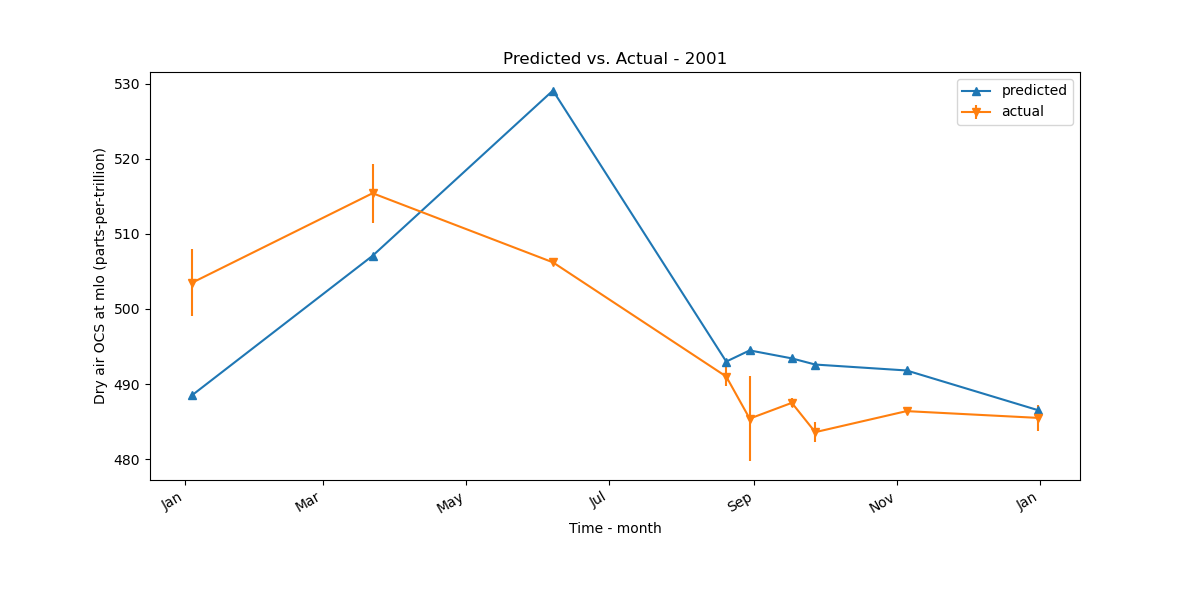 Predicted vs. Actual - 2001
530
520
510
500
490
480
Dry air OCS at mlo (parts-per-trillion)
predicted
actual
Jan
Mar
May
Jul
Sep
Nov
Jan
Time - month